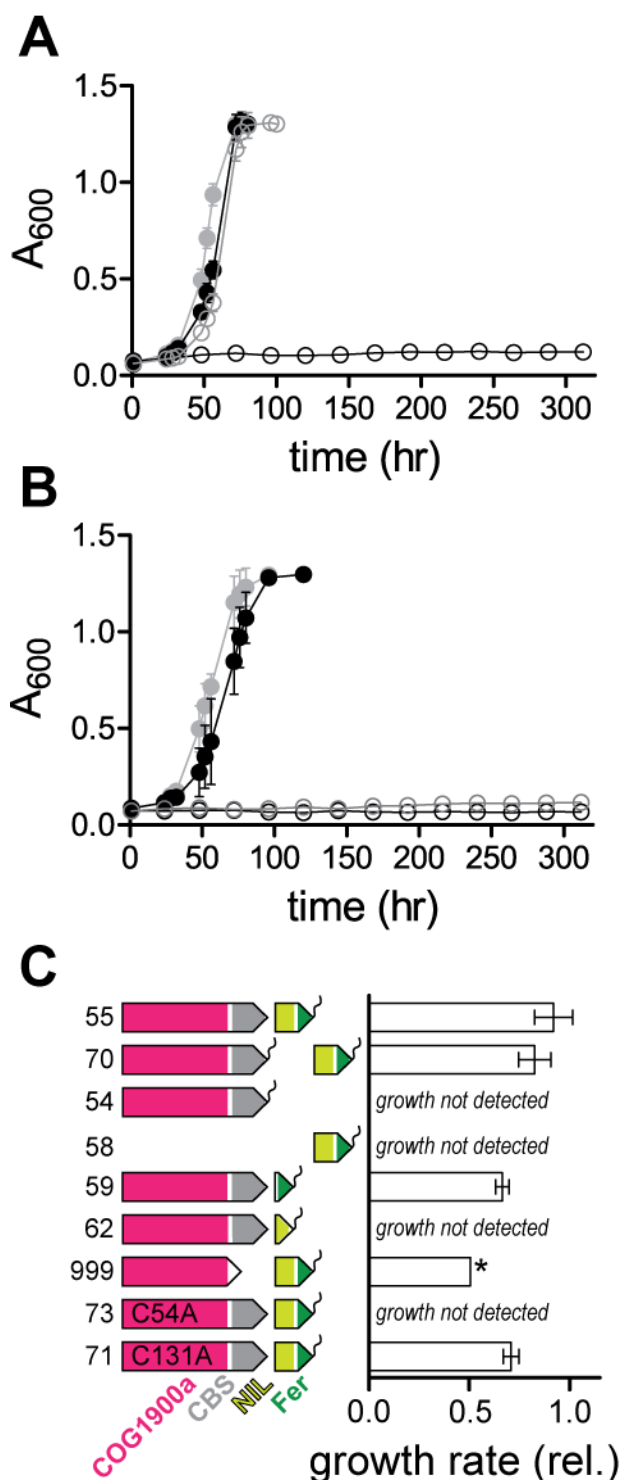 A
A600
1.5
1.0
0.5
0.0
0 50 100 150 200 250 300
time (hr)
B
A600
1.5
1.0
0.5
0.0
0 50 100 150 200 250 300
time (hr)
C
55
70
54 growth not detected
58 growth not detected
59
62 growth not detected
999 *
73 C54A growth not detected
71 C131A
COG1900a CBS NIL Fer
0.0 0.5 1.0
growth rate (rel.)